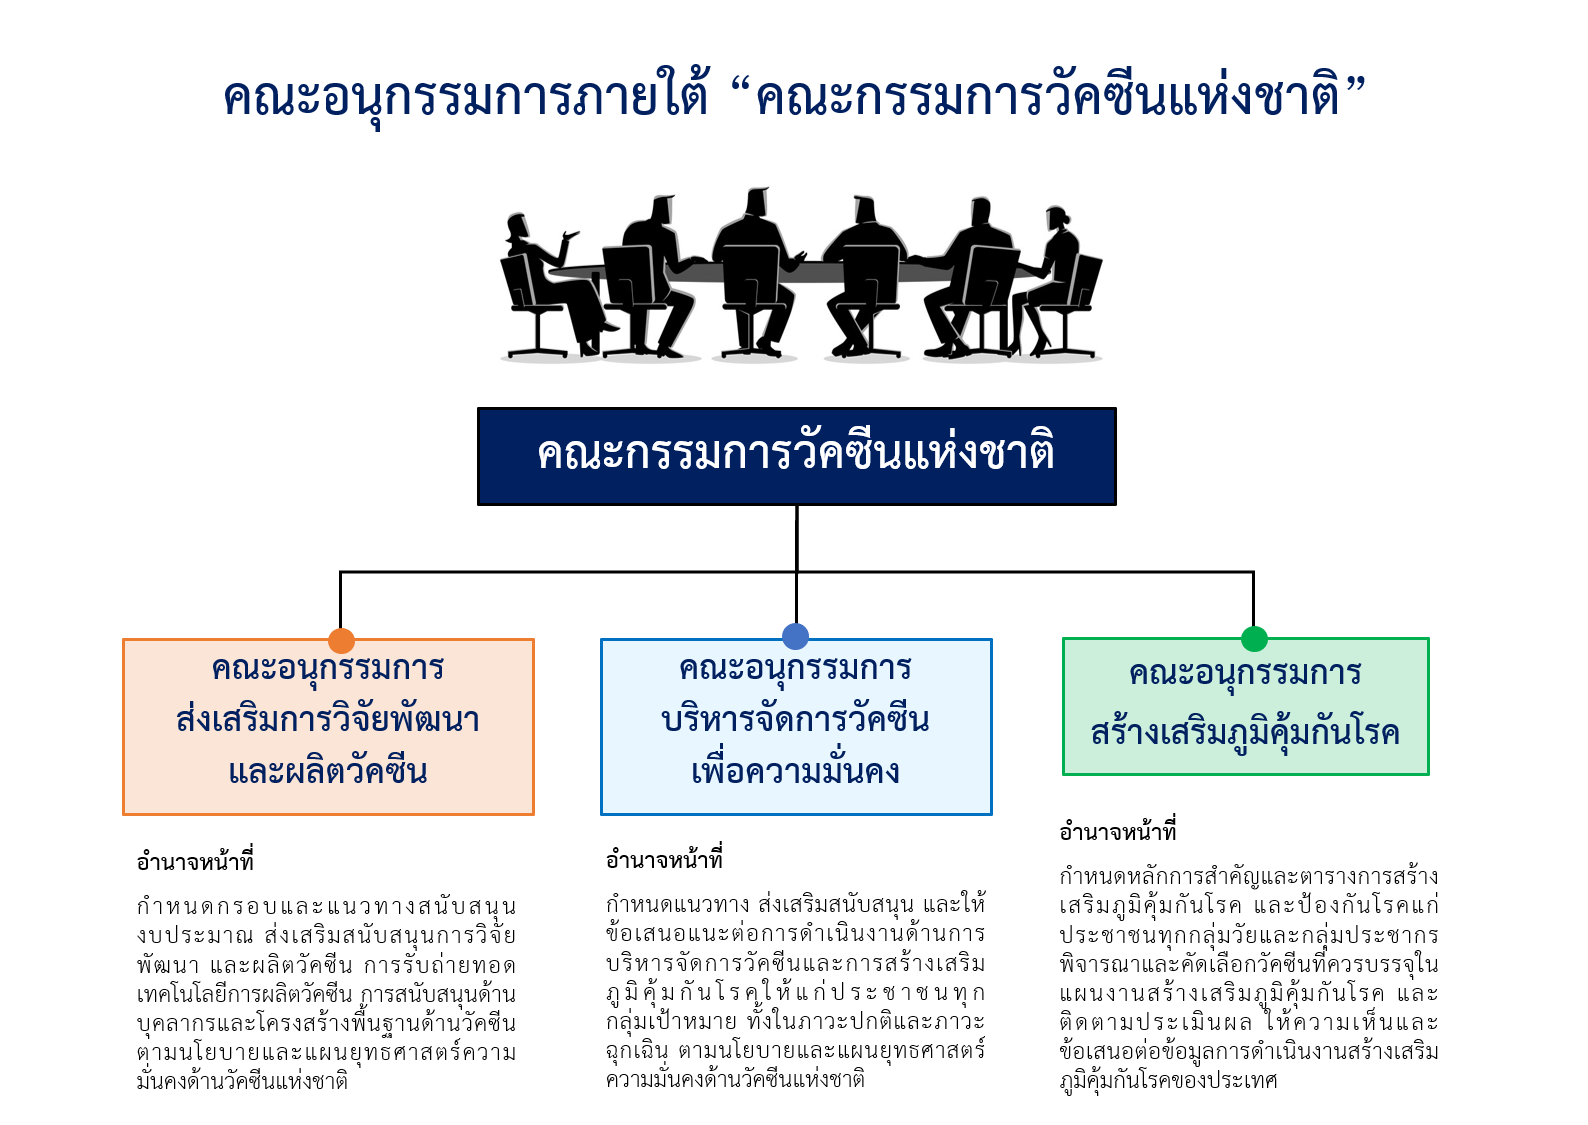 คณะอนุกรรมการภายใต้ “คณะกรรมการวัคซีนแห่งชาติ”
คณะกรรมการวัคซีนแห่งชาติ
คณะอนุกรรมการ
ส่งเสริมการวิจัยพัฒนา
และผลิตวัคซีน
อำนาจหน้าที่
กำหนดกรอบและแนวทางสนับสนุน
งบประมาณ ส่งเสริมสนับสนุนการวิจัย
พัฒนา และผลิตวัคซีน การรับถ่ายทอด
เทคโนโลยีการผลิตวัคซีน การสนับสนุนด้าน
บุคลากรและโครงสร้างพื้นฐานด้านวัคซีน
ตามนโยบายและแผนยุทธศาสตร์ความ
มั่นคงด้านวัคซีนแห่งชาติ
คณะอนุกรรมการ
บริหารจัดการวัคซีน
เพื่อความมั่นคง
อำนาจหน้าที่
กำหนดแนวทาง ส่งเสริมสนับสนุน และให้
ข้อเสนอแนะต่อการดำเนินงานด้านการ
บริหารจัดการวัคซีนและการสร้างเสริม
ภูมิคุ้มกันโรคให้แก่ประชาชนทุก
กลุ่มเป้าหมาย ทั้งในภาวะปกติและภาวะ
ฉุกเฉิน ตามนโยบายและแผนยุทธศาสตร์
ความมั่นคงด้านวัคซีนแห่งชาติ
คณะอนุกรรมการ
สร้างเสริมภูมิคุ้มกันโรค
อำนาจหน้าที่
กำหนดหลักการสำคัญและตารางการสร้าง
เสริมภูมิคุ้มกันโรค และป้องกันโรคแก่
ประชาชนทุกกลุ่มวัยและกลุ่มประชากร
พิจารณาและคัดเลือกวัคซีนที่ควรบรรจุใน
แผนงานสร้างเสริมภูมิคุ้มกันโรค และ
ติดตามประเมินผล ให้ความเห็นและ
ข้อเสนอต่อข้อมูลการดำเนินงานสร้างเสริม
ภูมิคุ้มกันโรคของประเทศ